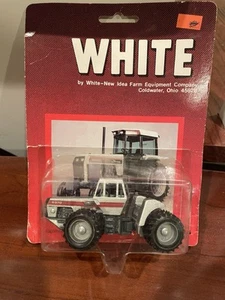 WHITE
by White-New Idea Farm Equipment Company
Coldwater, Ohio 45828